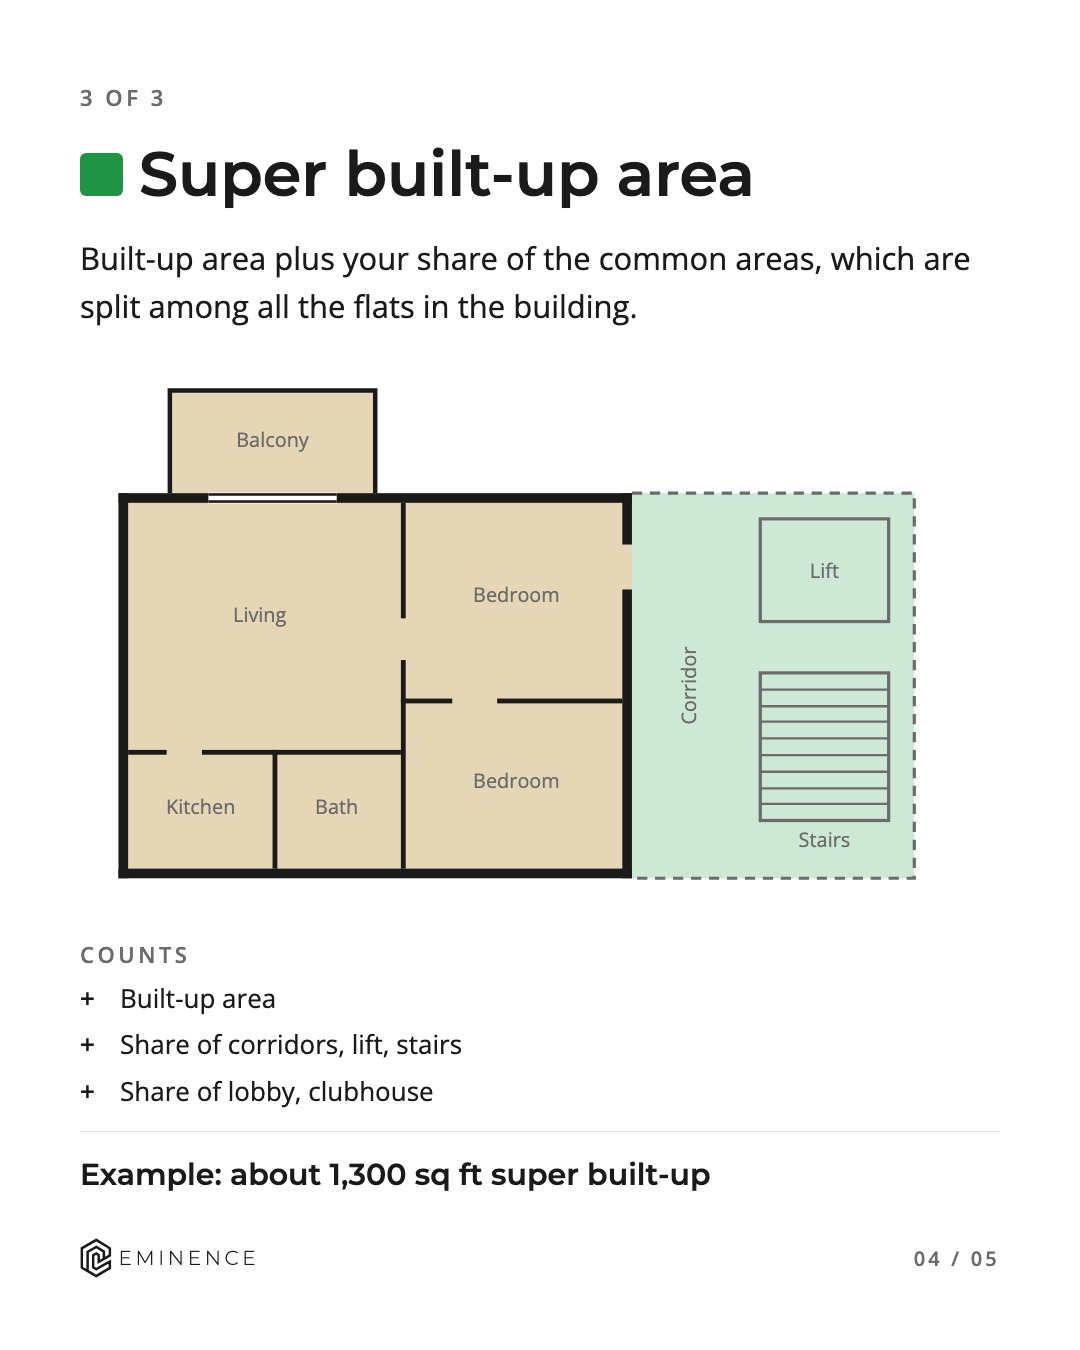 3 OF 3
Super built-up area
Built-up area plus your share of the common areas, which are
split among all the flats in the building.
Balcony
Living
Bedroom
Lift
Corridor
Kitchen
Bath
Bedroom
Stairs
COUNTS
+ Built-up area
+ Share of corridors, lift, stairs
+ Share of lobby, clubhouse
Example: about 1,300 sq ft super built-up
EMINENCE
04 / 05